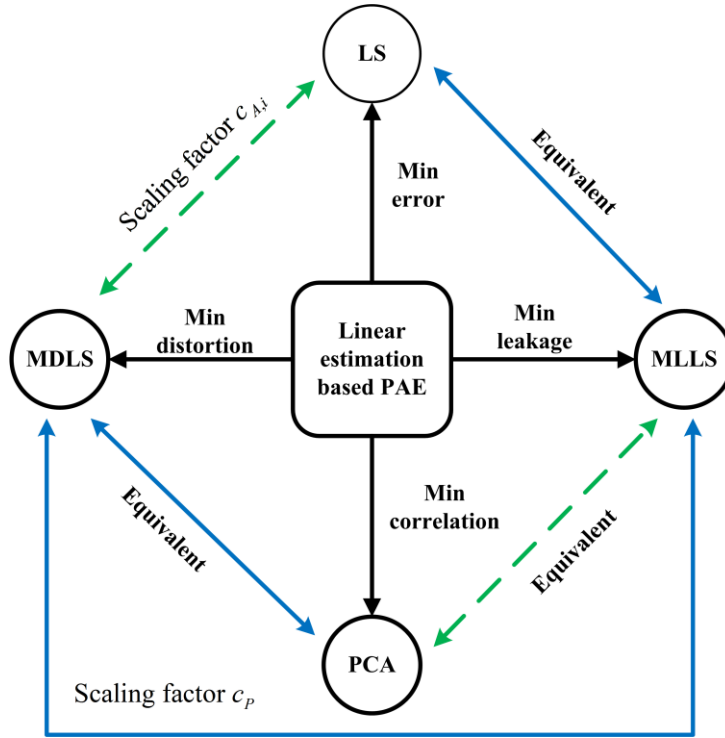 LS
Scaling factor c_{A,i}
Equivalent
Min
error
Min
distortion
Linear
estimation
based PAE
Min
leakage
MDLS
MLLS
Min
correlation
Equivalent
Equivalent
PCA
Scaling factor c_P